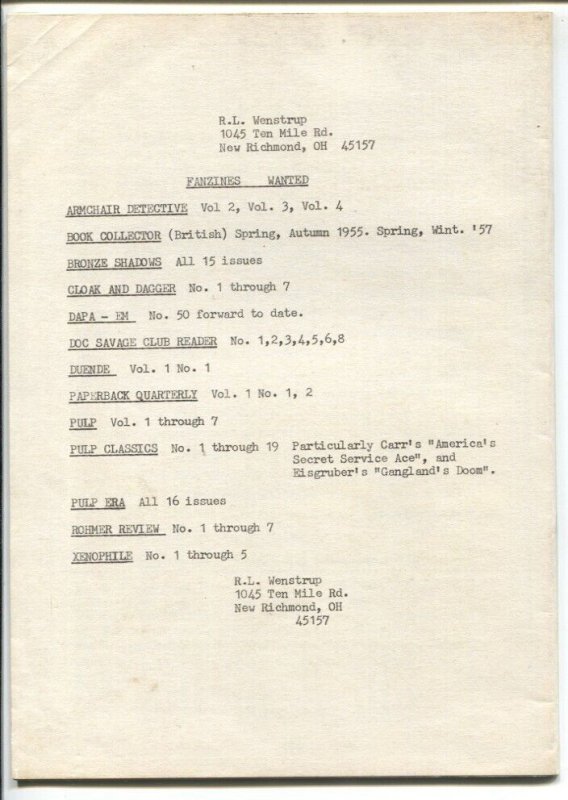 R.L. Wenstrup
1045 Ten Mile Rd.
New Richmond, OH 45157
FANZINES WANTED
ARMCHAIR DETECTIVE Vol 2, Vol. 3, Vol. 4
BOOK COLLECTOR (British) Spring, Autumn 1955. Spring, Wint. '57
BRONZE SHADOWS All 15 issues
CLOAK AND DAGGER No. 1 through 7
DAPA - EM No. 50 forward to date.
DOC SAVAGE CLUB READER No. 1,2,3,4,5,6,8
DUENDE Vol. 1 No. 1
PAPERBACK QUARTERLY Vol. 1 No. 1, 2
PULP Vol. 1 through 7
PULP CLASSICS No. 1 through 19 Particularly Carr's "America's
Secret Service Ace", and
Eisgruber's "Gangland's Doom".
PULP ERA All 16 issues
ROHMER REVIEW No. 1 through 7
XENOPHILE No. 1 through 5
R.L. Wenstrup
1045 Ten Mile Rd.
New Richmond, OH
45157